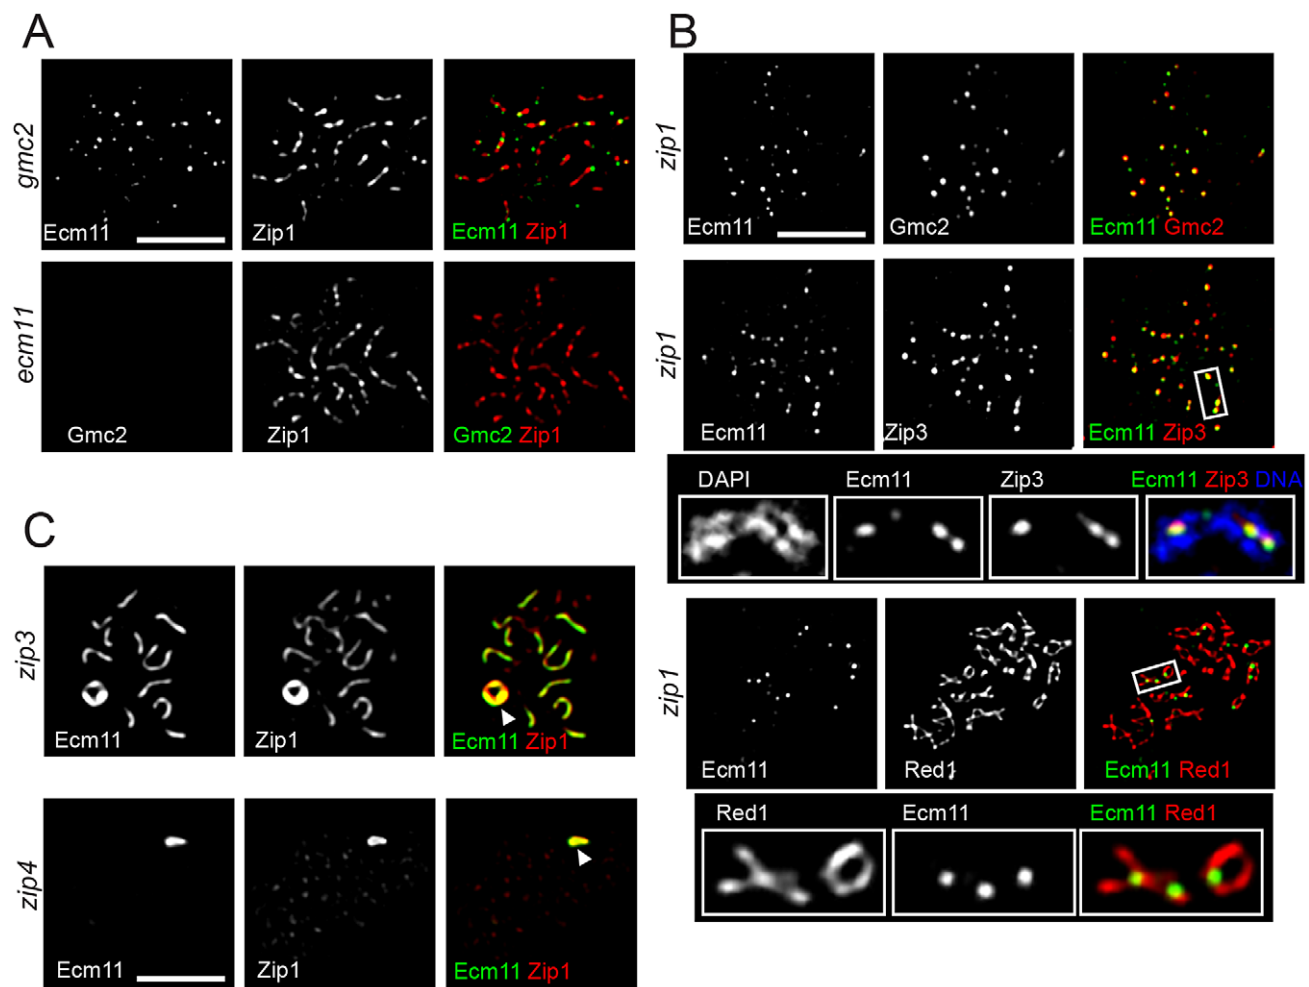 A
gmc2
Ecm11
Zip1
Ecm11 Zip1
ecm11
Gmc2
Zip1
Gmc2 Zip1
B
zip1
Ecm11
Gmc2
Ecm11 Gmc2
zip1
Ecm11
Zip3
Ecm11 Zip3
DAPI
Ecm11
Zip3
Ecm11 Zip3 DNA
zip1
Ecm11
Red1
Ecm11 Red1
Red1
Ecm11
Ecm11 Red1
C
zip3
Ecm11
Zip1
Ecm11 Zip1
zip4
Ecm11
Zip1
Ecm11 Zip1